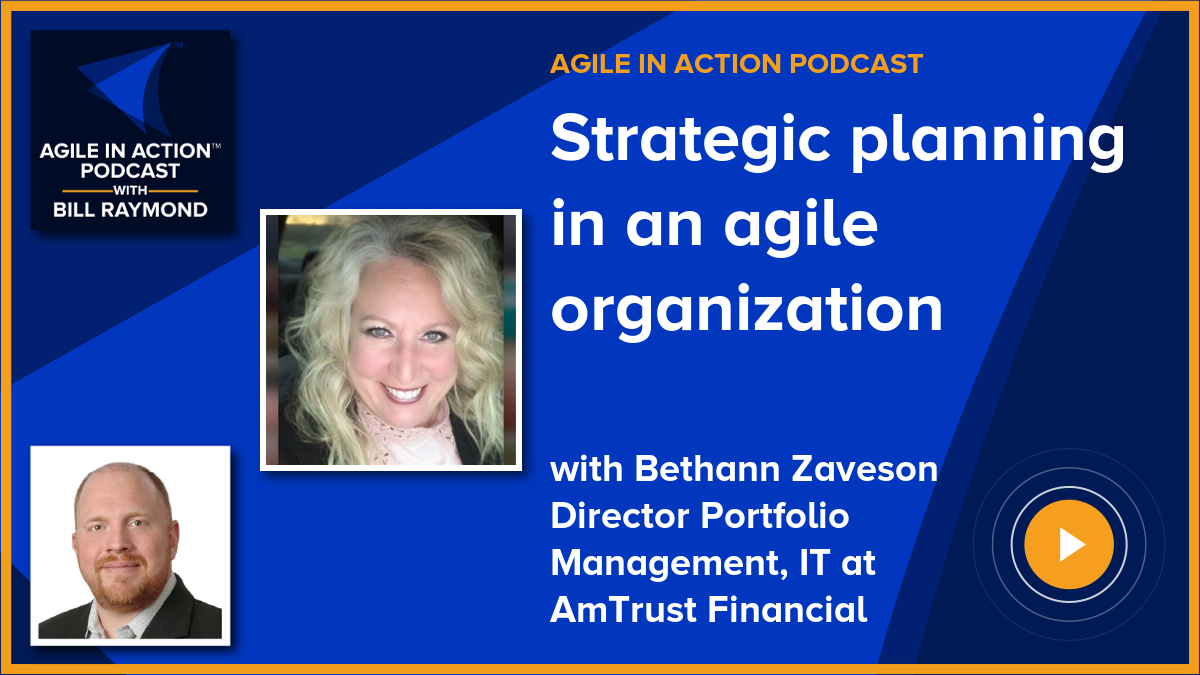 AGILE IN ACTION™
PODCAST
WITH
BILL RAYMOND
AGILE IN ACTION PODCAST
Strategic planning
in an agile
organization
with Bethann Zaveson
Director Portfolio
Management, IT at
AmTrust Financial